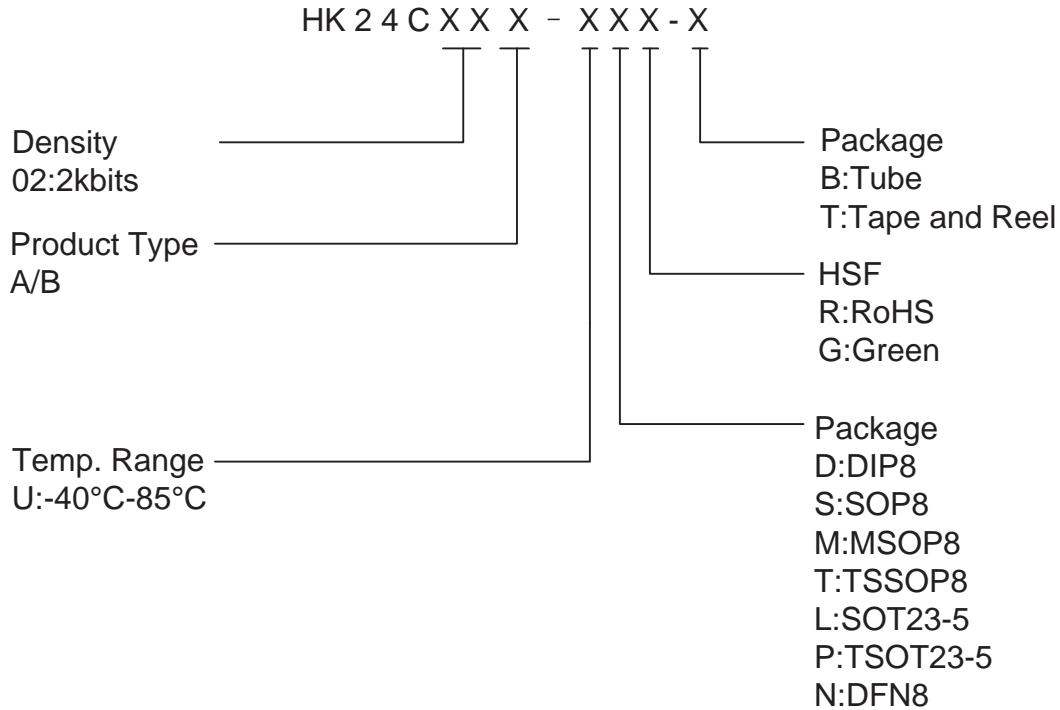 HK 2 4 C X X X - X X X - X
Density
02:2kbits
Product Type
A/B
Temp. Range
U:-40°C-85°C
Package
B:Tube
T:Tape and Reel
HSF
R:RoHS
G:Green
Package
D:DIP8
S:SOP8
M:MSOP8
T:TSSOP8
L:SOT23-5
P:TSOT23-5
N:DFN8